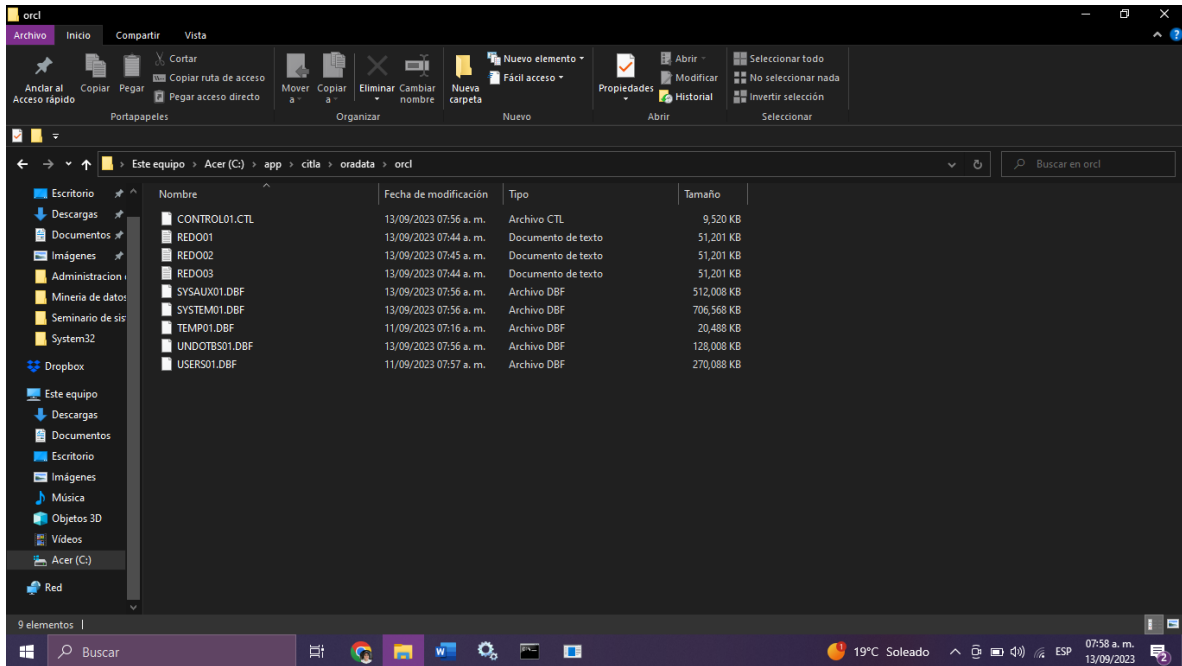 orcl
Archivo Inicio Compartir Vista
Anclar al
Acceso rápido
Copiar
Pegar
Cortar
Copiar ruta de acceso
Pegar acceso directo
Portapapeles
Mover
a
Copiar
a
Eliminar
Cambiar
nombre
Organizar
Nueva
carpeta
Nuevo elemento
Fácil acceso
Nuevo
Propiedades
Abrir
Modificar
Historial
Abrir
Seleccionar todo
No seleccionar nada
Invertir selección
Seleccionar
Este equipo > Acer (C:) > app > citla > oradata > orcl
Buscar en orcl
Escritorio
Descargas
Documentos
Imágenes
Administracion
Mineria de datos
Seminario de sis
System32
Dropbox
Este equipo
Descargas
Documentos
Escritorio
Imágenes
Música
Objetos 3D
Vídeos
Acer (C:)
Red
Nombre Fecha de modificación Tipo Tamaño
CONTROL01.CTL 13/09/2023 07:56 a. m. Archivo CTL 9,520 KB
REDO01 13/09/2023 07:44 a. m. Documento de texto 51,201 KB
REDO02 13/09/2023 07:45 a. m. Documento de texto 51,201 KB
REDO03 13/09/2023 07:44 a. m. Documento de texto 51,201 KB
SYSAUX01.DBF 13/09/2023 07:56 a. m. Archivo DBF 512,008 KB
SYSTEM01.DBF 13/09/2023 07:56 a. m. Archivo DBF 706,568 KB
TEMP01.DBF 11/09/2023 07:16 a. m. Archivo DBF 20,488 KB
UNDOTBS01.DBF 13/09/2023 07:56 a. m. Archivo DBF 128,008 KB
USERS01.DBF 11/09/2023 07:57 a. m. Archivo DBF 270,088 KB
9 elementos
Buscar
19°C Soleado
ESP
07:58 a. m.
13/09/2023
2